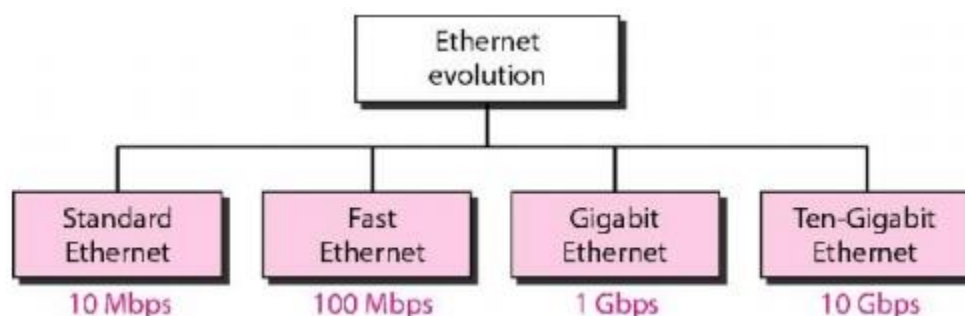 Ethernet
evolution
Standard
Ethernet
Fast
Ethernet
Gigabit
Ethernet
Ten-Gigabit
Ethernet
10 Mbps
100 Mbps
1 Gbps
10 Gbps